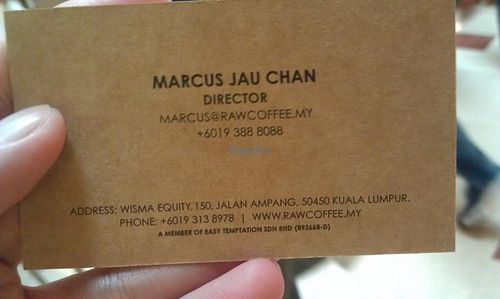 MARCUS JAU CHAN
DIRECTOR
MARCUS@RAWCOFFEE.MY
+6019 388 8088
ADDRESS: WISMA EQUITY, 150, JALAN AMPANG, 50450 KUALA LUMPUR.
PHONE: +6019 313 8978 | WWW.RAWCOFFEE.MY
A MEMBER OF EASY TEMPTATION SDN BHD (893668-D)